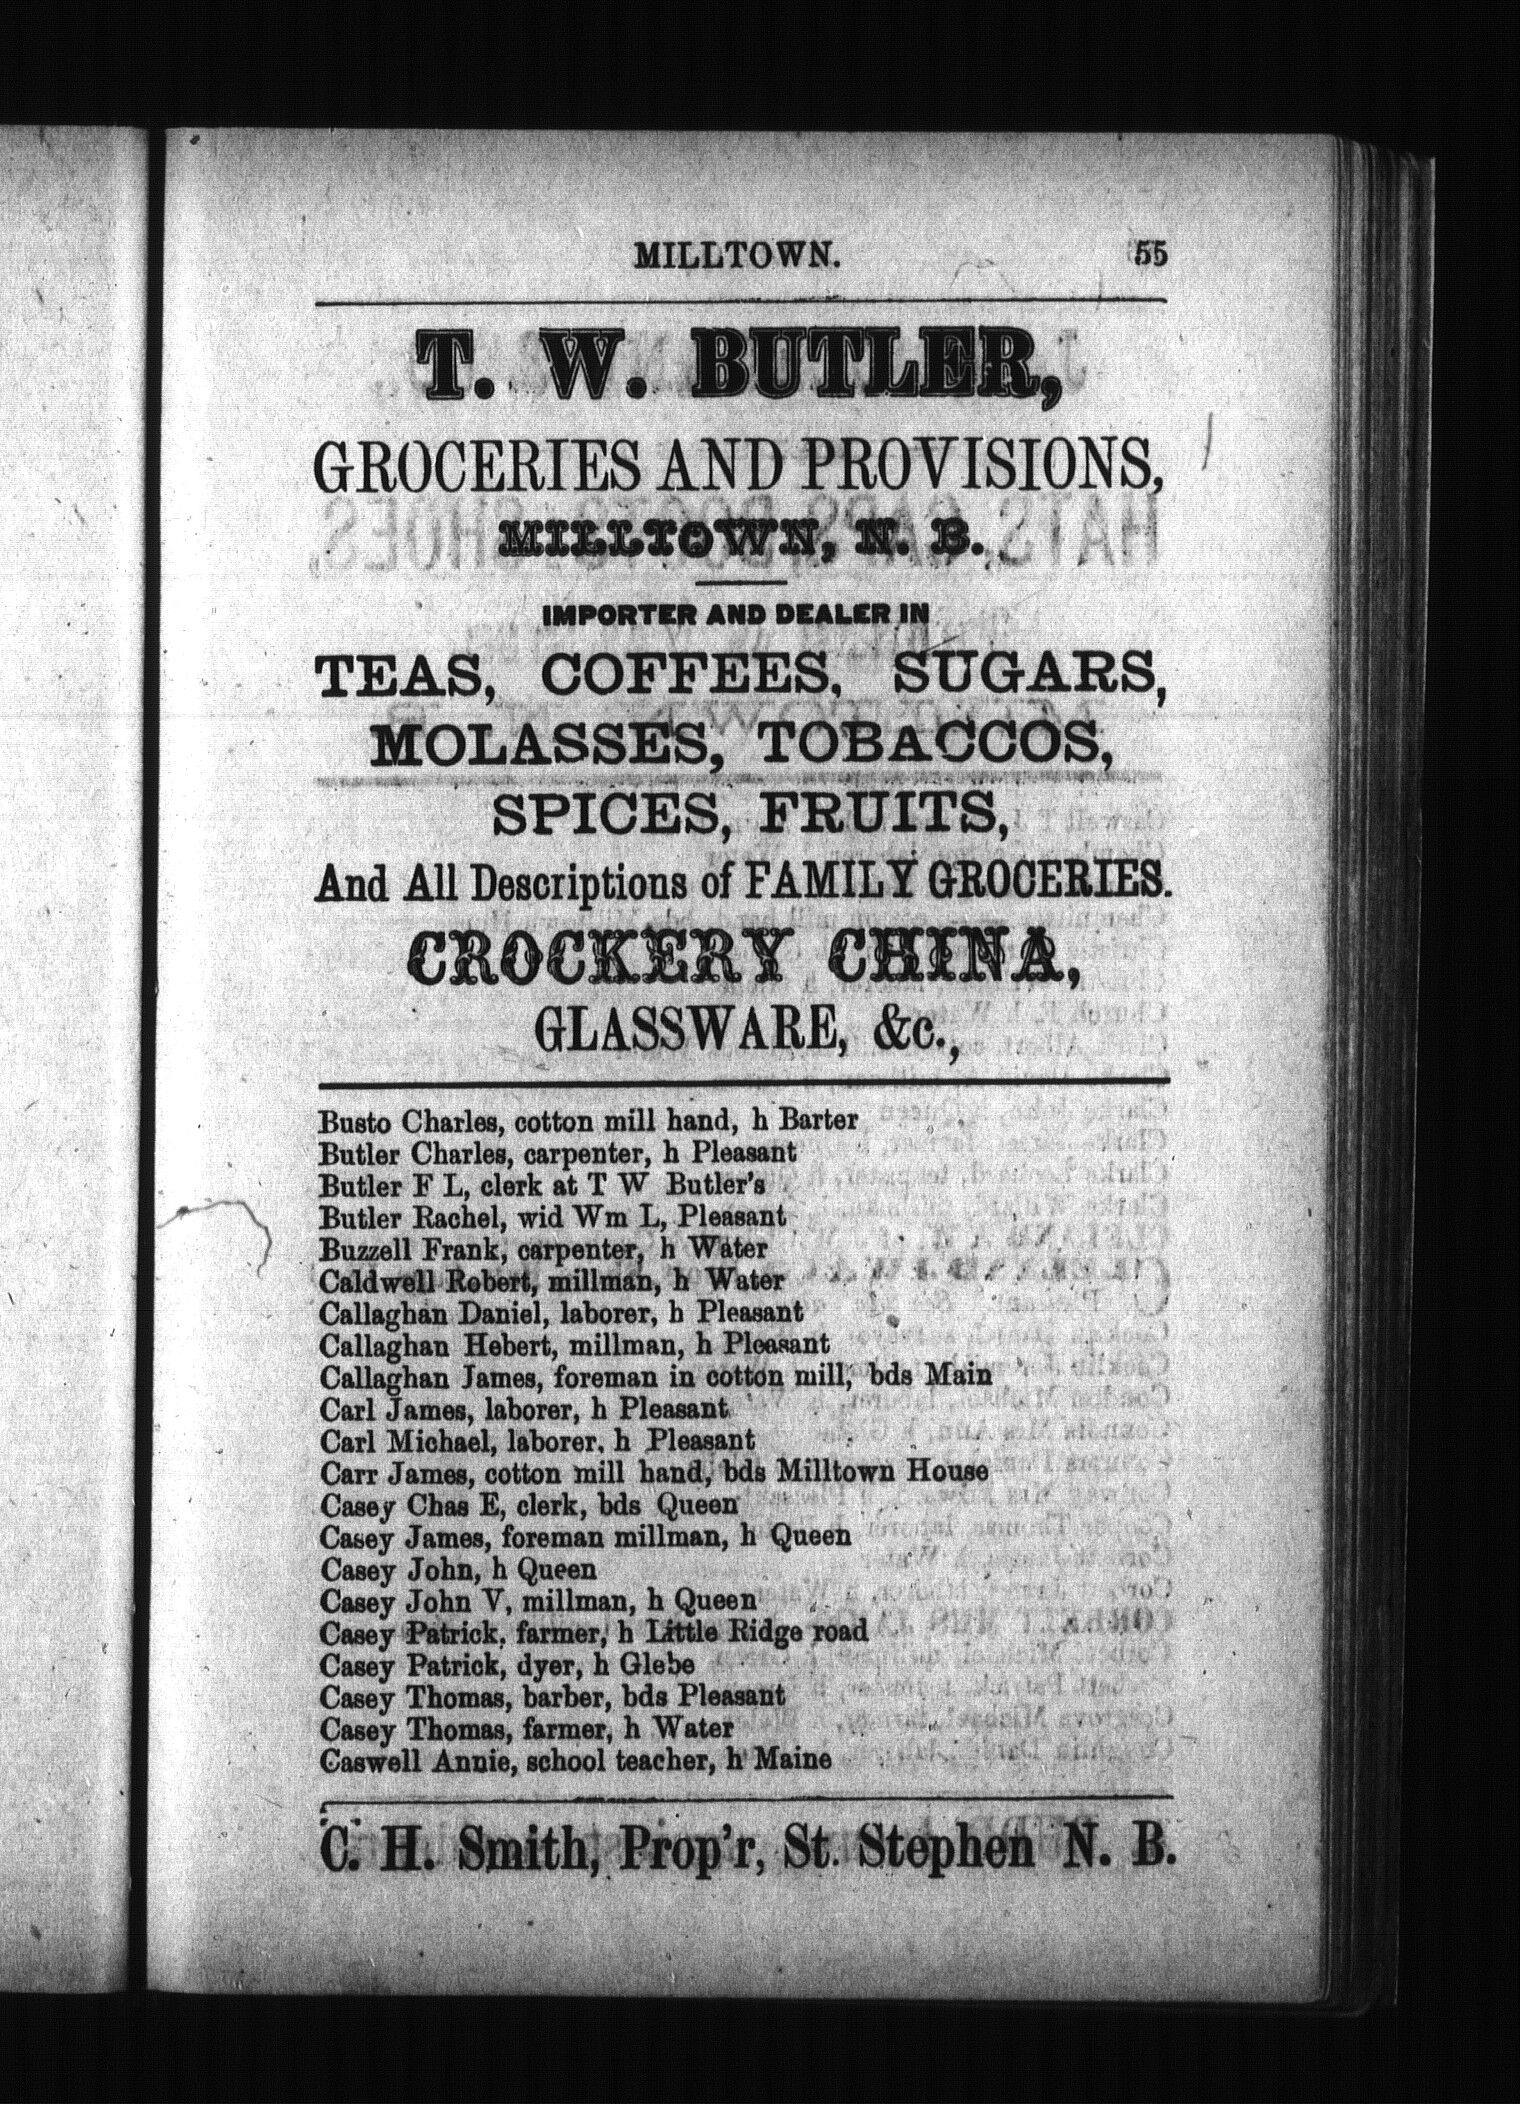 MILLTOWN. 55
T. W. BUTLER,
GROCERIES AND PROVISIONS,
MILLTOWN, N. B.
IMPORTER AND DEALER IN
TEAS, COFFEES, SUGARS,
MOLASSES, TOBACCOS,
SPICES, FRUITS,
And All Descriptions of FAMILY GROCERIES.
CROCKERY CHINA,
GLASSWARE, &c.,
Busto Charles, cotton mill hand, h Barter
Butler Charles, carpenter, h Pleasant
Butler F L, clerk at T W Butler's
Butler Rachel, wid Wm L, Pleasant
Buzzell Frank, carpenter, h Water
Caldwell Robert, millman, h Water
Callaghan Daniel, laborer, h Pleasant
Callaghan Hebert, millman, h Pleasant
Callaghan James, foreman in cotton mill, bds Main
Carl James, laborer, h Pleasant
Carl Michael, laborer, h Pleasant
Carr James, cotton mill hand, bds Milltown House
Casey Chas E, clerk, bds Queen
Casey James, foreman millman, h Queen
Casey John, h Queen
Casey John V, millman, h Queen
Casey Patrick, farmer, h Little Ridge road
Casey Patrick, dyer, h Glebe
Casey Thomas, barber, bds Pleasant
Casey Thomas, farmer, h Water
Caswell Annie, school teacher, h Maine
C. H. Smith, Prop'r, St. Stephen N. B.